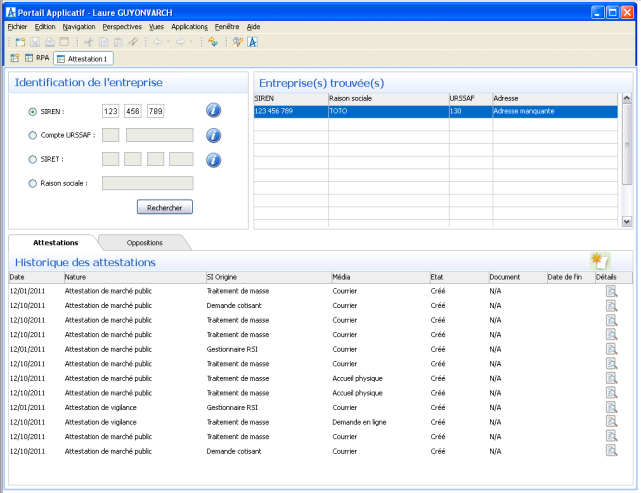 Portail Applicatif - Laure GUYONVARCH
Fichier Edition Navigation Perspectives Vues Applications Fenêtre Aide
RPA Attestation 1
Identification de l'entreprise
SIREN : 123 456 789
Compte URSSAF :
SIRET :
Raison sociale :
Rechercher
Entreprise(s) trouvée(s)
SIREN Raison sociale URSSAF Adresse
123 456 789 TOTO 130 Adresse manquante
Attestations Oppositions
Historique des attestations
Date Nature SI Origine Média Etat Document Date de fin Détails
12/01/2011 Attestation de marché public Traitement de masse Courrier Créé N/A
12/10/2011 Attestation de marché public Demande cotisant Courrier Créé N/A
12/10/2011 Attestation de marché public Traitement de masse Courrier Créé N/A
12/10/2011 Attestation de marché public Traitement de masse Courrier Créé N/A
12/01/2011 Attestation de marché public Gestionnaire RSI Courrier Créé N/A
12/10/2011 Attestation de marché public Traitement de masse Courrier Créé N/A
12/10/2011 Attestation de marché public Traitement de masse Accueil physique Créé N/A
12/10/2011 Attestation de marché public Traitement de masse Accueil physique Créé N/A
12/01/2011 Attestation de vigilance Gestionnaire RSI Courrier Créé N/A
12/10/2011 Attestation de vigilance Traitement de masse Demande en ligne Créé N/A
12/10/2011 Attestation de marché public Traitement de masse Courrier Créé N/A
12/10/2011 Attestation de marché public Demande cotisant Courrier Créé N/A